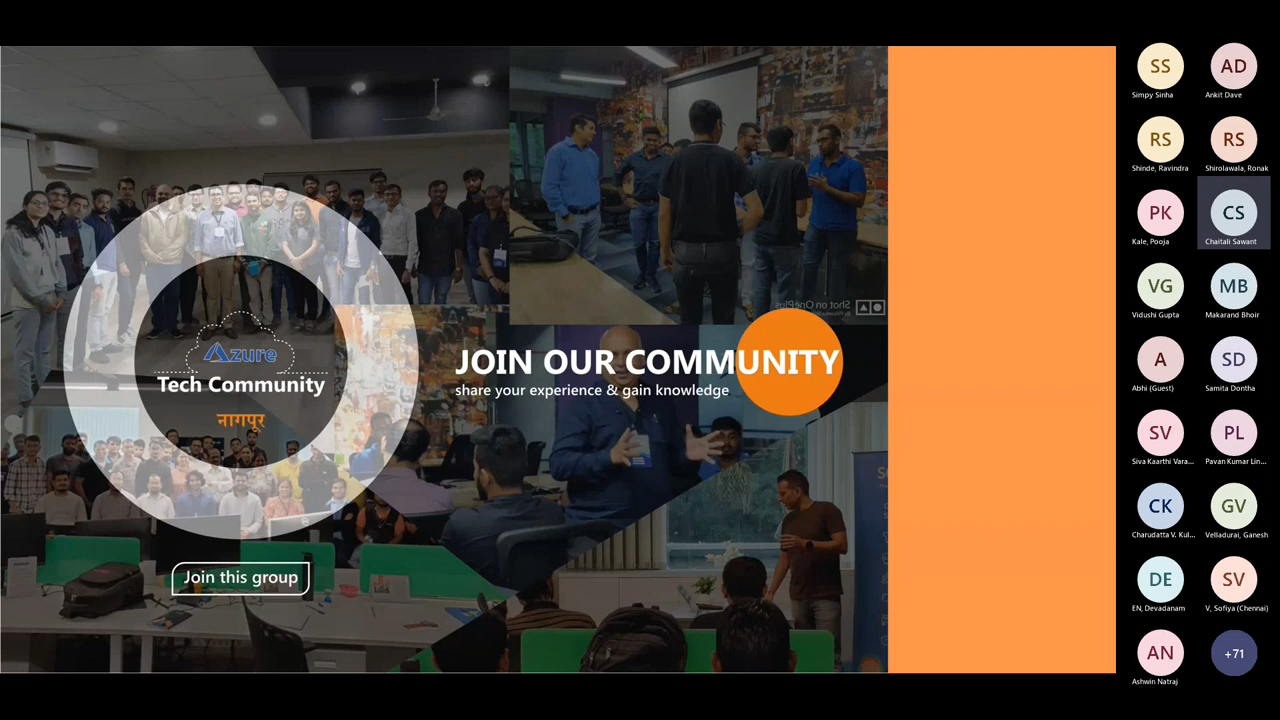 Azure
Tech Community
नागपूर
Join this group
JOIN OUR COMMUNITY
share your experience & gain knowledge
Shot on OnePlus
SS
Simpy Sinha
AD
Ankit Dave
RS
Shinde, Ravindra
RS
Shirolawala, Ronak
PK
Kale, Pooja
CS
Chaitali Sawant
VG
Vidushi Gupta
MB
Makarand Bhoir
A
Abhi (Guest)
SD
Samita Dontha
SV
Siva Kaarthi Vara...
PL
Pavan Kumar Lin...
CK
Charudatta V. Kul...
GV
Velladurai, Ganesh
DE
EN, Devadanam
SV
V, Sofiya (Chennai)
AN
Ashwin Natraj
+71